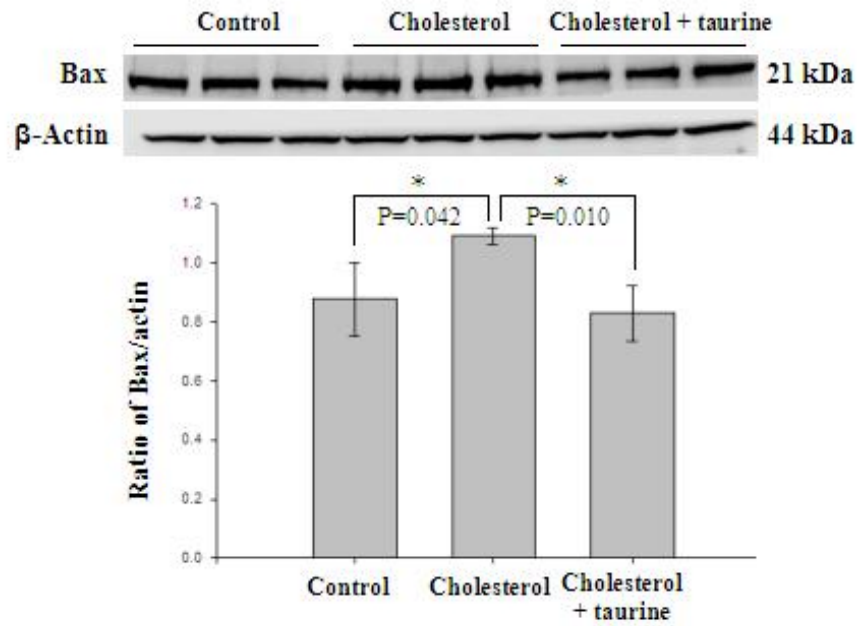 Control Cholesterol Cholesterol + taurine
Bax 21 kDa
β-Actin 44 kDa
* *
P=0.042 P=0.010
1.2
1.0
0.8
0.6
0.4
0.2
0.0
Ratio of Bax/actin
Control Cholesterol Cholesterol
+ taurine